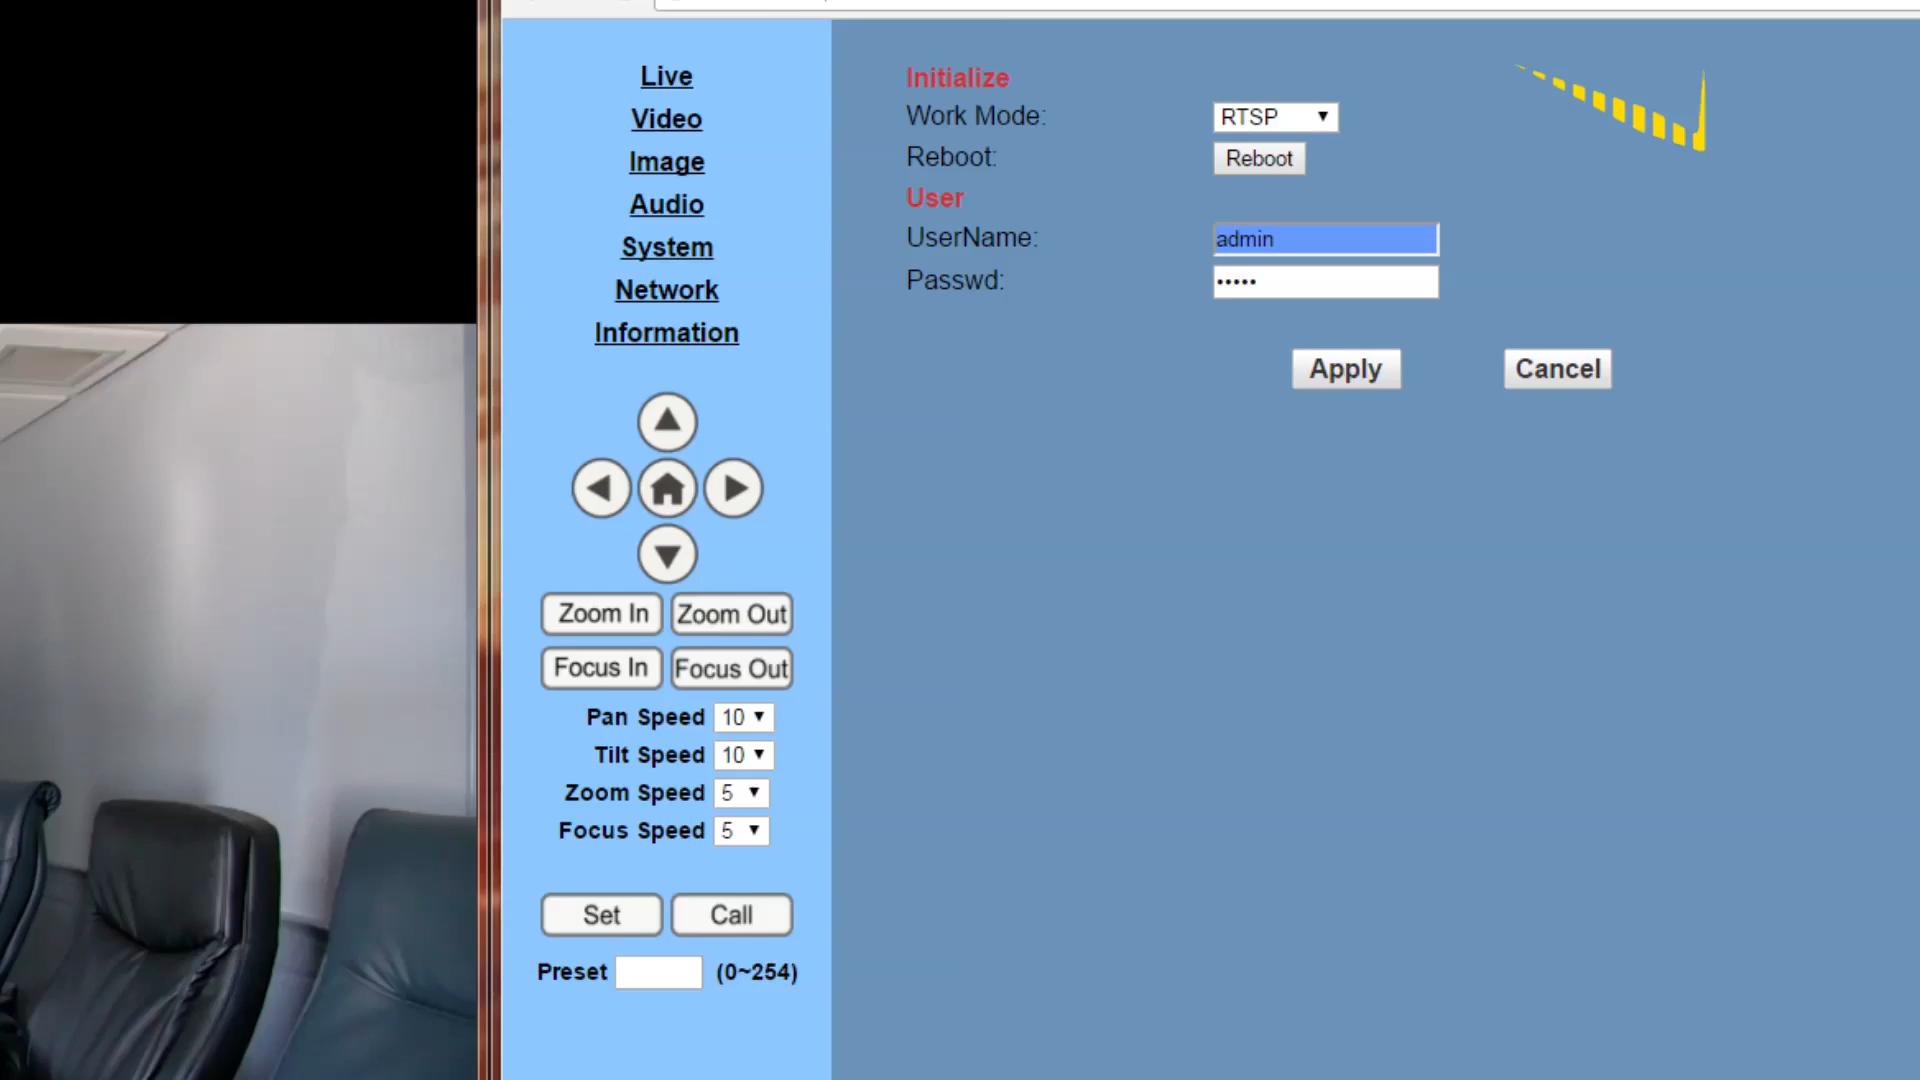 Live
Video
Image
Audio
System
Network
Information
Zoom In Zoom Out
Focus In Focus Out
Pan Speed 10
Tilt Speed 10
Zoom Speed 5
Focus Speed 5
Set Call
Preset (0~254)
Initialize
Work Mode: RTSP
Reboot: Reboot
User
UserName: admin
Passwd: •••••
Apply Cancel